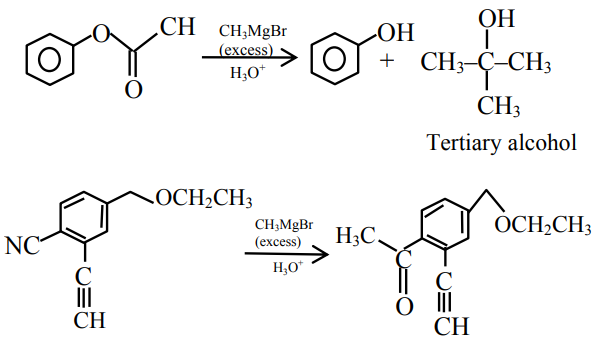 O CH
O
CH₃MgBr
(excess)
H₃O⁺
OH
+
OH
CH₃–C–CH₃
CH₃
Tertiary alcohol
OCH₂CH₃
NC
C
CH
CH₃MgBr
(excess)
H₃O⁺
H₃C
C
O
OCH₂CH₃
C
CH